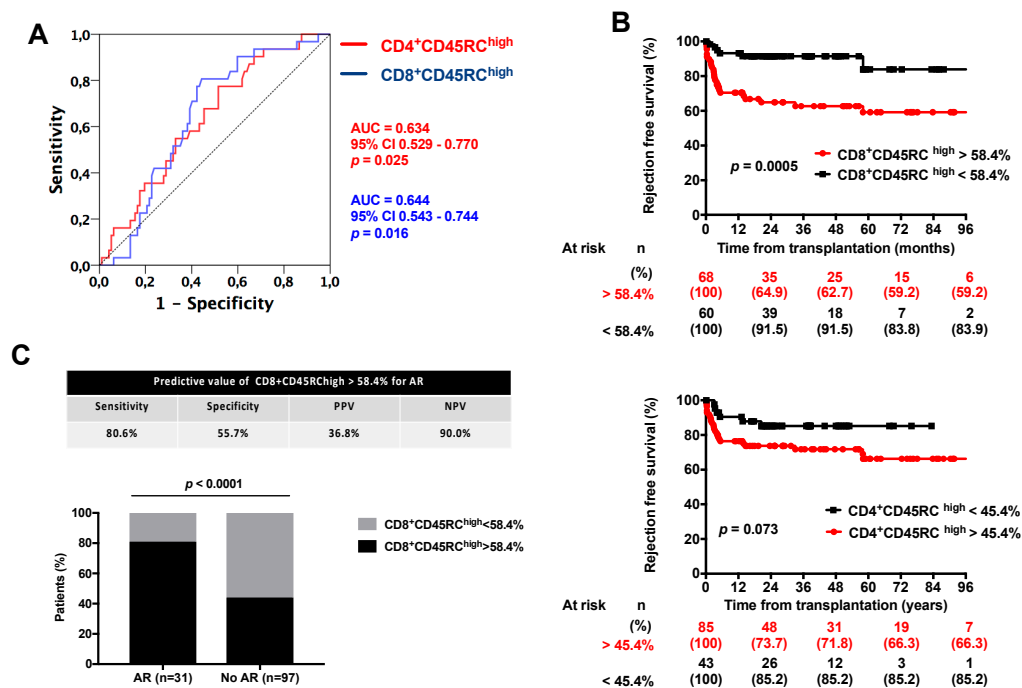 A
1,0
0,8
0,6
0,4
0,2
0,0
Sensitivity
0,0 0,2 0,4 0,6 0,8 1,0
1 – Specificity
CD4+CD45RChigh
CD8+CD45RChigh
AUC = 0.634
95% CI 0.529 - 0.770
p = 0.025
AUC = 0.644
95% CI 0.543 - 0.744
p = 0.016
B
Rejection free survival (%)
100
80
60
40
20
0
p = 0.0005
CD8+CD45RC high > 58.4%
CD8+CD45RC high < 58.4%
0 12 24 36 48 60 72 84 96
At risk n Time from transplantation (months)
(%) 68 35 25 15 6
> 58.4% (100) (64.9) (62.7) (59.2) (59.2)
60 39 18 7 2
< 58.4% (100) (91.5) (91.5) (83.8) (83.9)
Rejection free survival (%)
100
80
60
40
20
0
p = 0.073
CD4+CD45RC high < 45.4%
CD4+CD45RC high > 45.4%
0 12 24 36 48 60 72 84 96
At risk n Time from transplantation (years)
(%) 85 48 31 19 7
> 45.4% (100) (73.7) (71.8) (66.3) (66.3)
43 26 12 3 1
< 45.4% (100) (85.2) (85.2) (85.2) (85.2)
C
Predictive value of CD8+CD45RChigh > 58.4% for AR
Sensitivity Specificity PPV NPV
80.6% 55.7% 36.8% 90.0%
p < 0.0001
Patients (%)
100
80
60
40
20
0
AR (n=31) No AR (n=97)
CD8+CD45RChigh<58.4%
CD8+CD45RChigh>58.4%